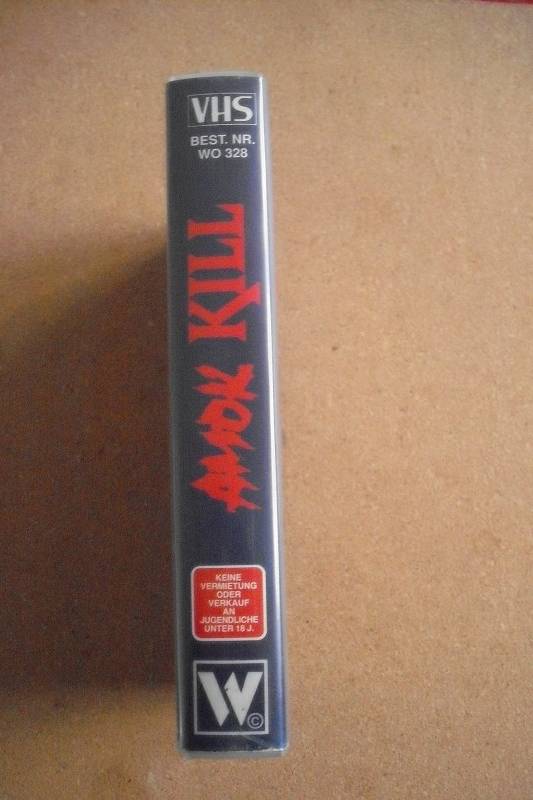 VHS
BEST. NR.
WO 328
AMOK KILL
KEINE
VERMIETUNG
ODER
VERKAUF
AN
JUGENDLICHE
UNTER 18 J.
W
©